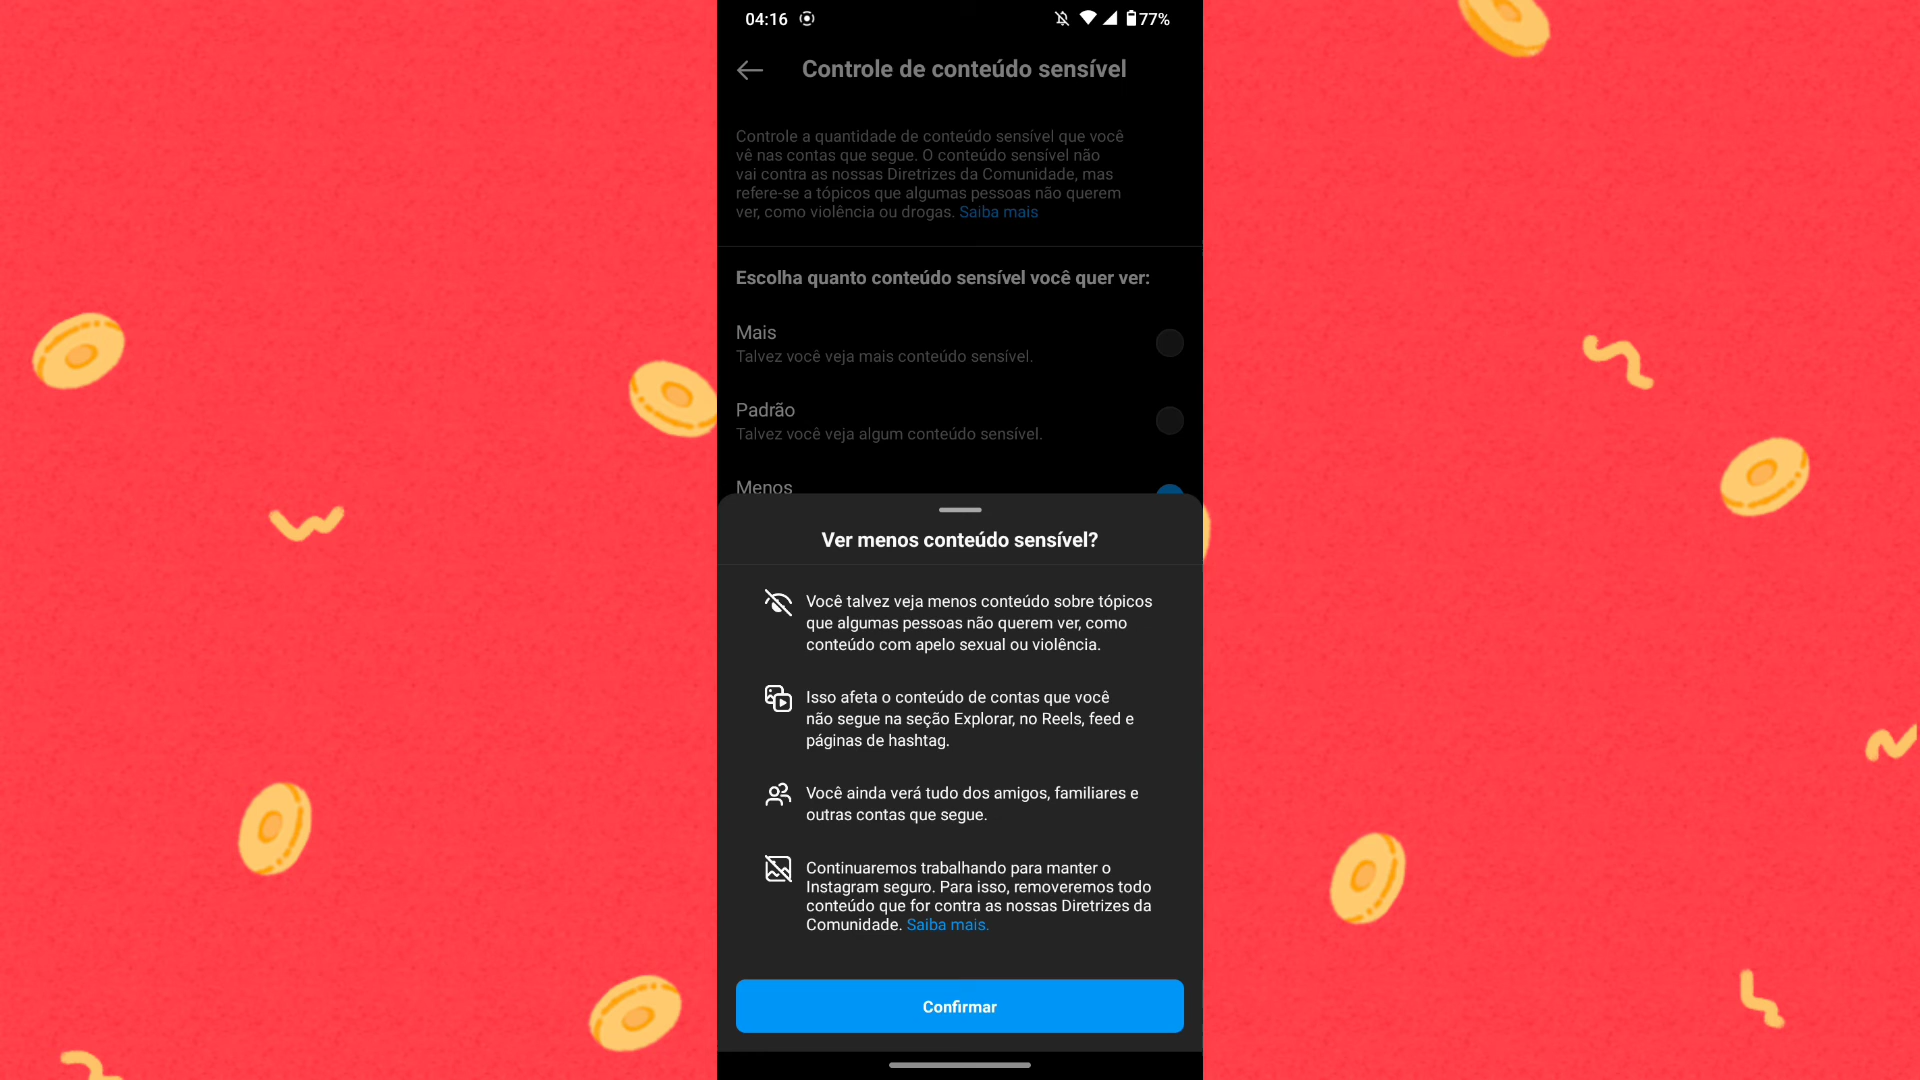 04:16
77%
Controle de conteúdo sensível
Controle a quantidade de conteúdo sensível que você
vê nas contas que segue. O conteúdo sensível não
vai contra as nossas Diretrizes da Comunidade, mas
refere-se a tópicos que algumas pessoas não querem
ver, como violência ou drogas. Saiba mais
Escolha quanto conteúdo sensível você quer ver:
Mais
Talvez você veja mais conteúdo sensível.
Padrão
Talvez você veja algum conteúdo sensível.
Menos
Ver menos conteúdo sensível?
Você talvez veja menos conteúdo sobre tópicos
que algumas pessoas não querem ver, como
conteúdo com apelo sexual ou violência.
Isso afeta o conteúdo de contas que você
não segue na seção Explorar, no Reels, feed e
páginas de hashtag.
Você ainda verá tudo dos amigos, familiares e
outras contas que segue.
Continuaremos trabalhando para manter o
Instagram seguro. Para isso, removeremos todo
conteúdo que for contra as nossas Diretrizes da
Comunidade. Saiba mais.
Confirmar